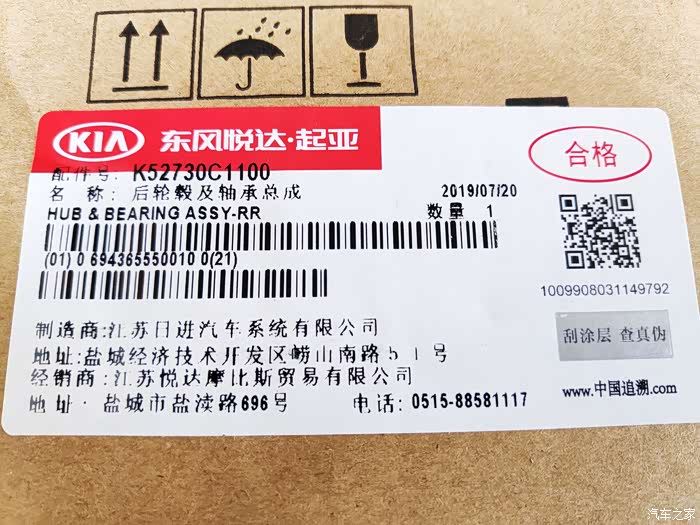 KIA 东风悦达·起亚
合格
配件号: K52730C1100
名 称: 后轮毂及轴承总成 2019/07/20
HUB & BEARING ASSY-RR 数量 1
(01) 0 694365550010 0(21)
1009908031149792
制造商:江苏日进汽车系统有限公司
地址:盐城经济技术开发区崂山南路51号
刮涂层 查真伪
经销商:江苏悦达摩比斯贸易有限公司
地址: 盐城市盐渎路696号 电话: 0515-88581117
www.中国追溯.com
汽车之家